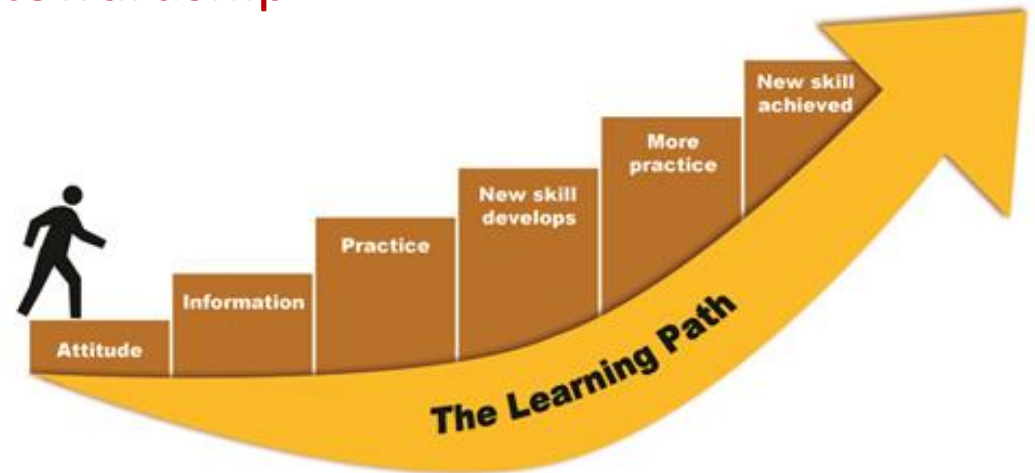 Attitude
Information
Practice
New skill
develops
More
practice
New skill
achieved
The Learning Path